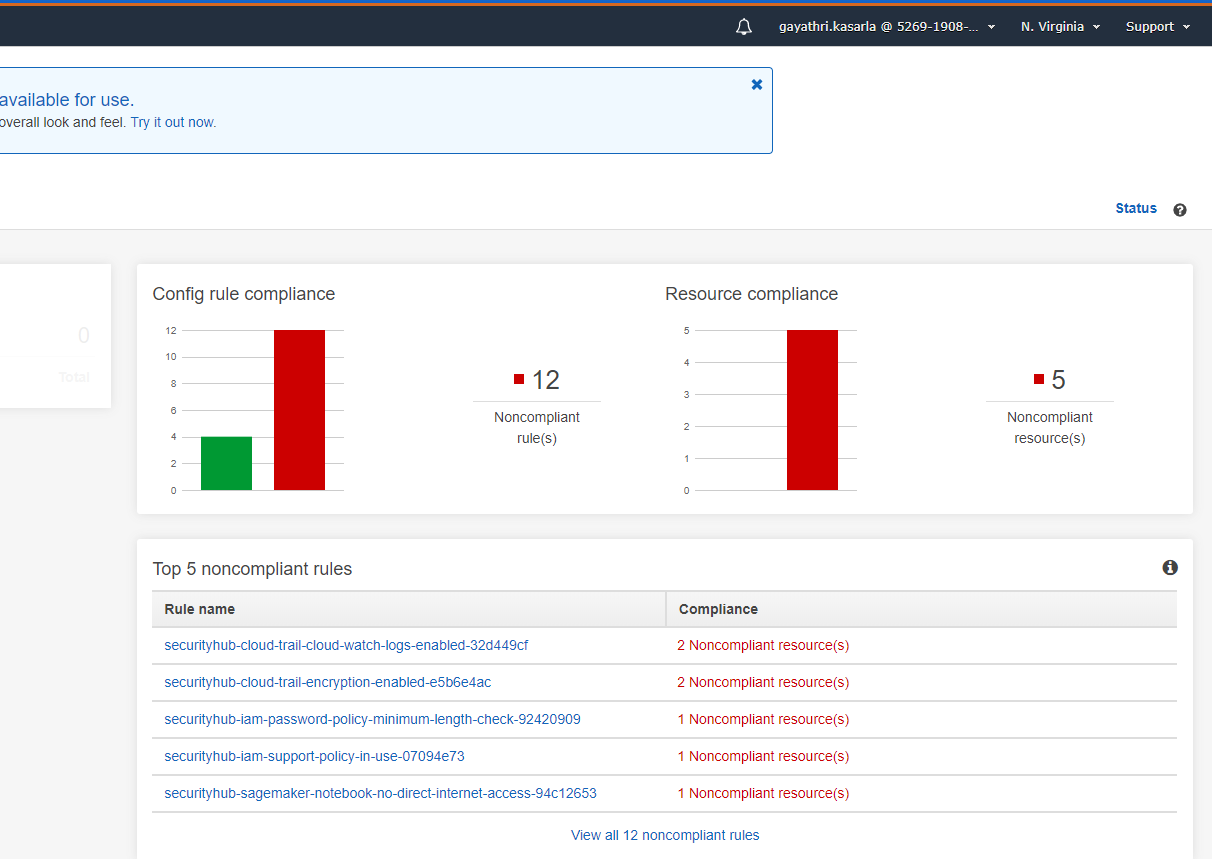 gayathri.kasarla @ 5269-1908-... N. Virginia Support
available for use.
overall look and feel. Try it out now.
Status
0
Total
Config rule compliance
12
10
8
6
4
2
0
12
Noncompliant
rule(s)
Resource compliance
5
4
3
2
1
0
5
Noncompliant
resource(s)
Top 5 noncompliant rules
Rule name Compliance
securityhub-cloud-trail-cloud-watch-logs-enabled-32d449cf 2 Noncompliant resource(s)
securityhub-cloud-trail-encryption-enabled-e5b6e4ac 2 Noncompliant resource(s)
securityhub-iam-password-policy-minimum-length-check-92420909 1 Noncompliant resource(s)
securityhub-iam-support-policy-in-use-07094e73 1 Noncompliant resource(s)
securityhub-sagemaker-notebook-no-direct-internet-access-94c12653 1 Noncompliant resource(s)
View all 12 noncompliant rules